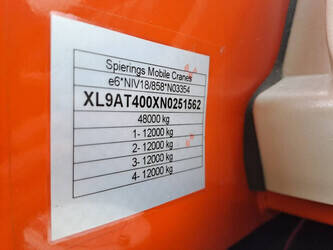 Spierings Mobile Cranes
e6*NIV18/858*N03354
XL9AT400XN0251562
48000 kg
1- 12000 kg
2- 12000 kg
3- 12000 kg
4- 12000 kg